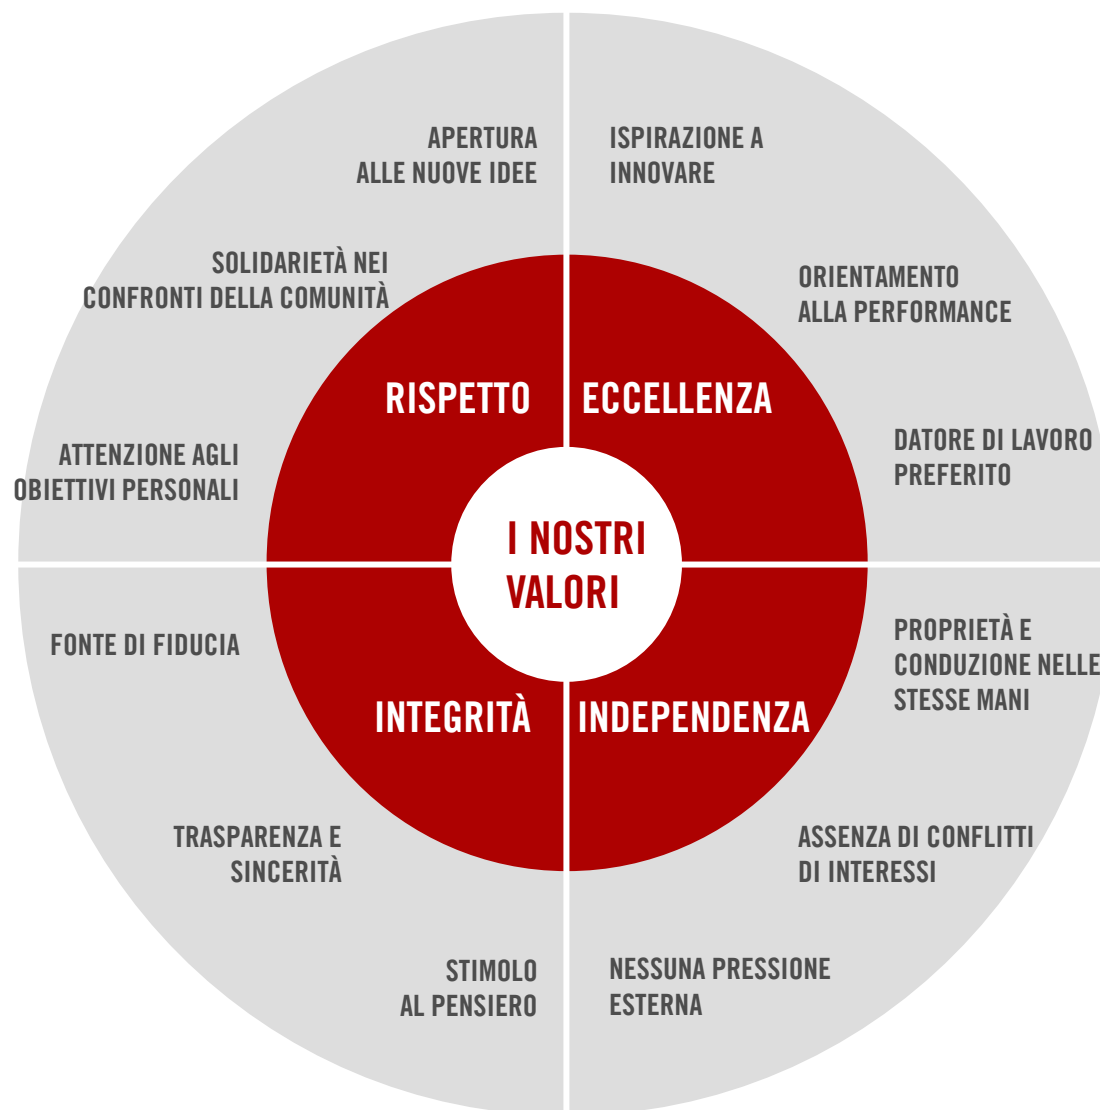 APERTURA
ALLE NUOVE IDEE
ISPIRAZIONE A
INNOVARE
SOLIDARIETÀ NEI
CONFRONTI DELLA COMUNITÀ
ORIENTAMENTO
ALLA PERFORMANCE
RISPETTO
ECCELLENZA
ATTENZIONE AGLI
OBIETTIVI PERSONALI
DATORE DI LAVORO
PREFERITO
I NOSTRI
VALORI
FONTE DI FIDUCIA
PROPRIETÀ E
CONDUZIONE NELLE
STESSE MANI
INTEGRITÀ
INDEPENDENZA
TRASPARENZA E
SINCERITÀ
ASSENZA DI CONFLITTI
DI INTERESSI
STIMOLO
AL PENSIERO
NESSUNA PRESSIONE
ESTERNA